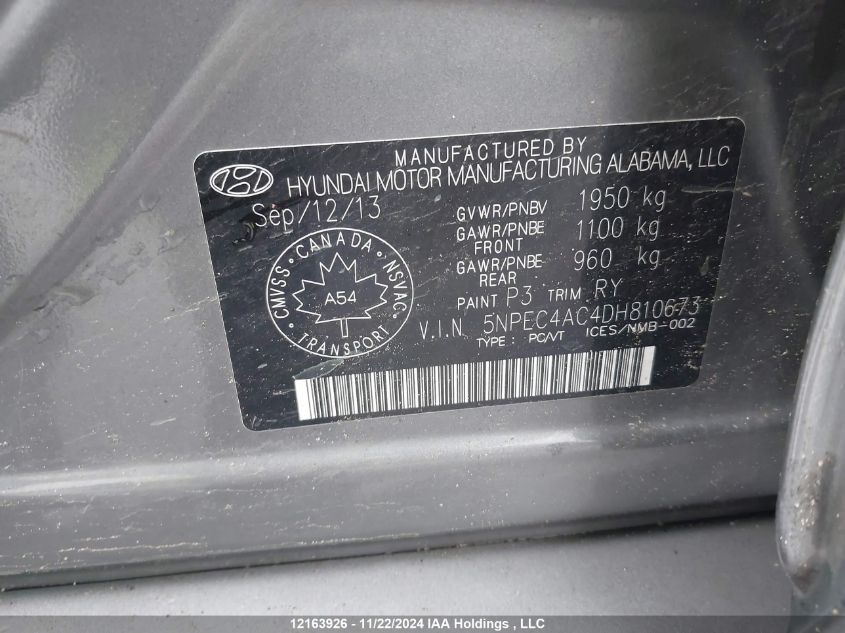 MANUFACTURED BY
HYUNDAI MOTOR MANUFACTURING ALABAMA, LLC
Sep/12/13
GVWR/PNBV 1950 kg
GAWR/PNBE FRONT 1100 kg
GAWR/PNBE REAR 960 kg
PAINT P3 TRIM RY
CMVSS · CANADA · NSVAC · TRANSPORT ·
A54
V.I.N 5NPEC4AC4DH810673
TYPE : PC/VT ICES/NMB-002
12163926 - 11/22/2024 IAA Holdings , LLC